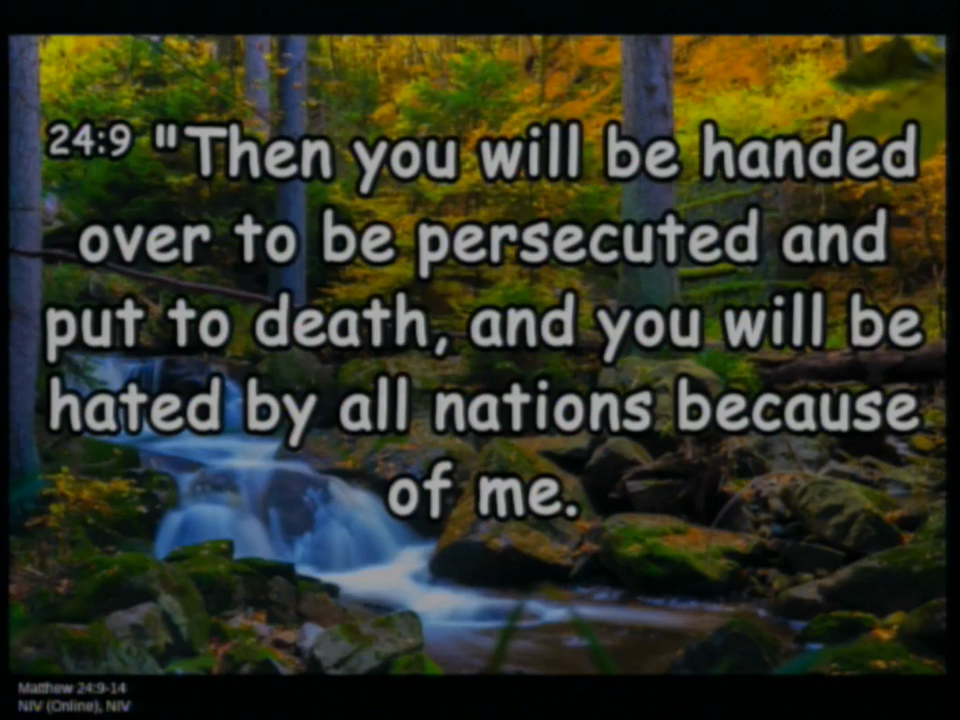 24:9 "Then you will be handed
over to be persecuted and
put to death, and you will be
hated by all nations because
of me.
Matthew 24:9-14
NIV (Online), NIV